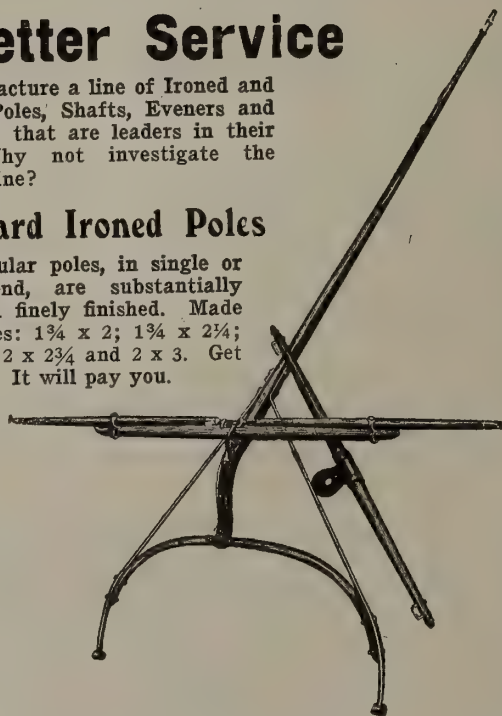 etter Service
acture a line of Ironed and
Poles, Shafts, Eveners and
that are leaders in their
hy not investigate the
ine?
ard Ironed Poles
ular poles, in single or
nd, are substantially
finely finished. Made
es: 1¾ x 2; 1¾ x 2¼;
2 x 2¾ and 2 x 3. Get
It will pay you.